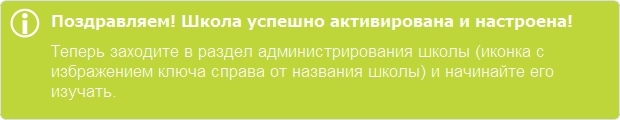 Поздравляем! Школа успешно активирована и настроена!
Теперь заходите в раздел администрирования школы (иконка с
избражением ключа справа от названия школы) и начинайте его
изучать.